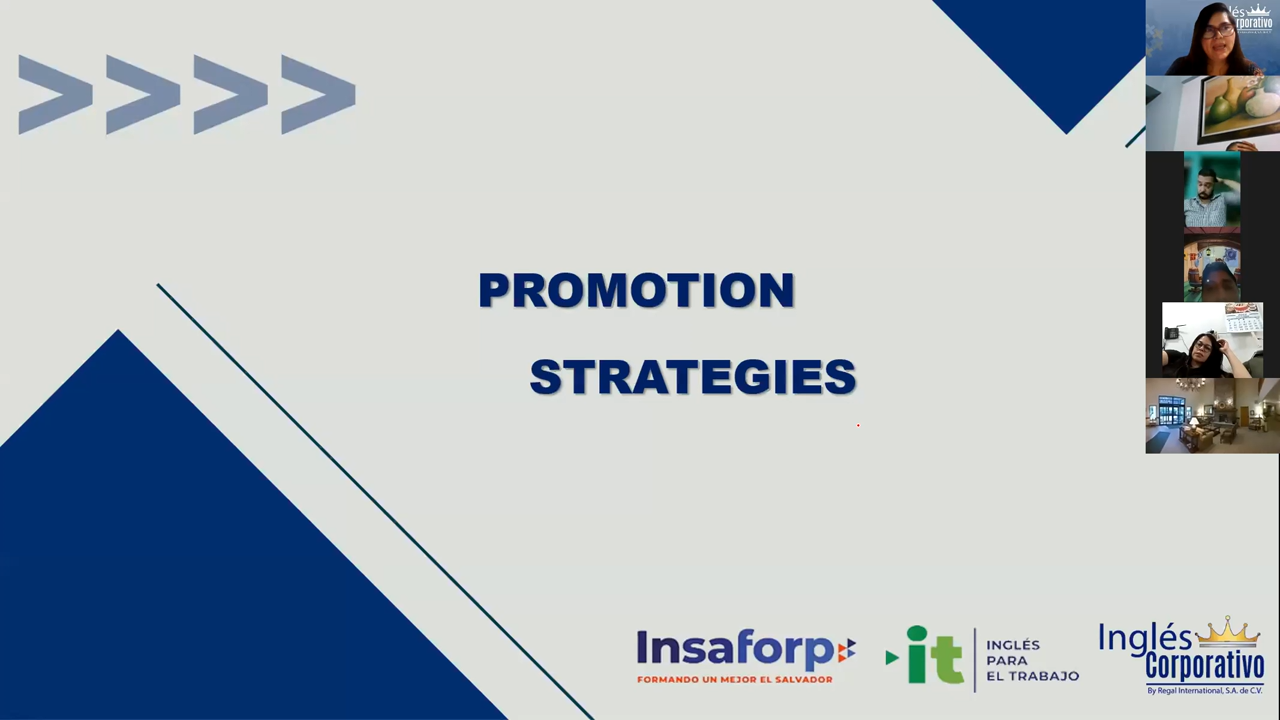 >>>>
PROMOTION
STRATEGIES
Insaforp
FORMANDO UN MEJOR EL SALVADOR
it
INGLÉS
PARA
EL TRABAJO
Inglés
Corporativo
By Regal International, S.A. de C.V.